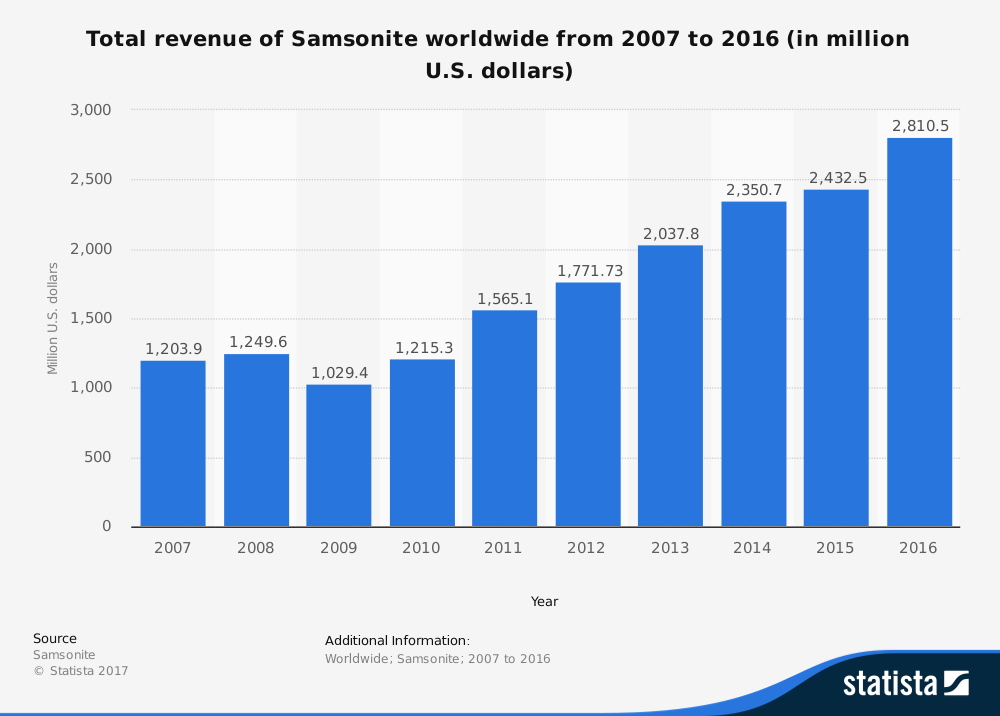 Total revenue of Samsonite worldwide from 2007 to 2016 (in million
U.S. dollars)
Million U.S. dollars
3,000
2,500
2,000
1,500
1,000
500
0
1,203.9
1,249.6
1,029.4
1,215.3
1,565.1
1,771.73
2,037.8
2,350.7
2,432.5
2,810.5
2007 2008 2009 2010 2011 2012 2013 2014 2015 2016
Year
Source
Samsonite
© Statista 2017
Additional Information:
Worldwide; Samsonite; 2007 to 2016
statista